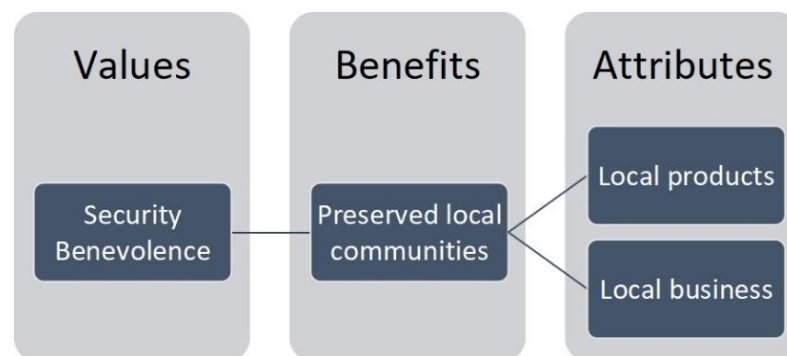 Values
Benefits
Attributes
Security
Benevolence
Preserved local
communities
Local products
Local business